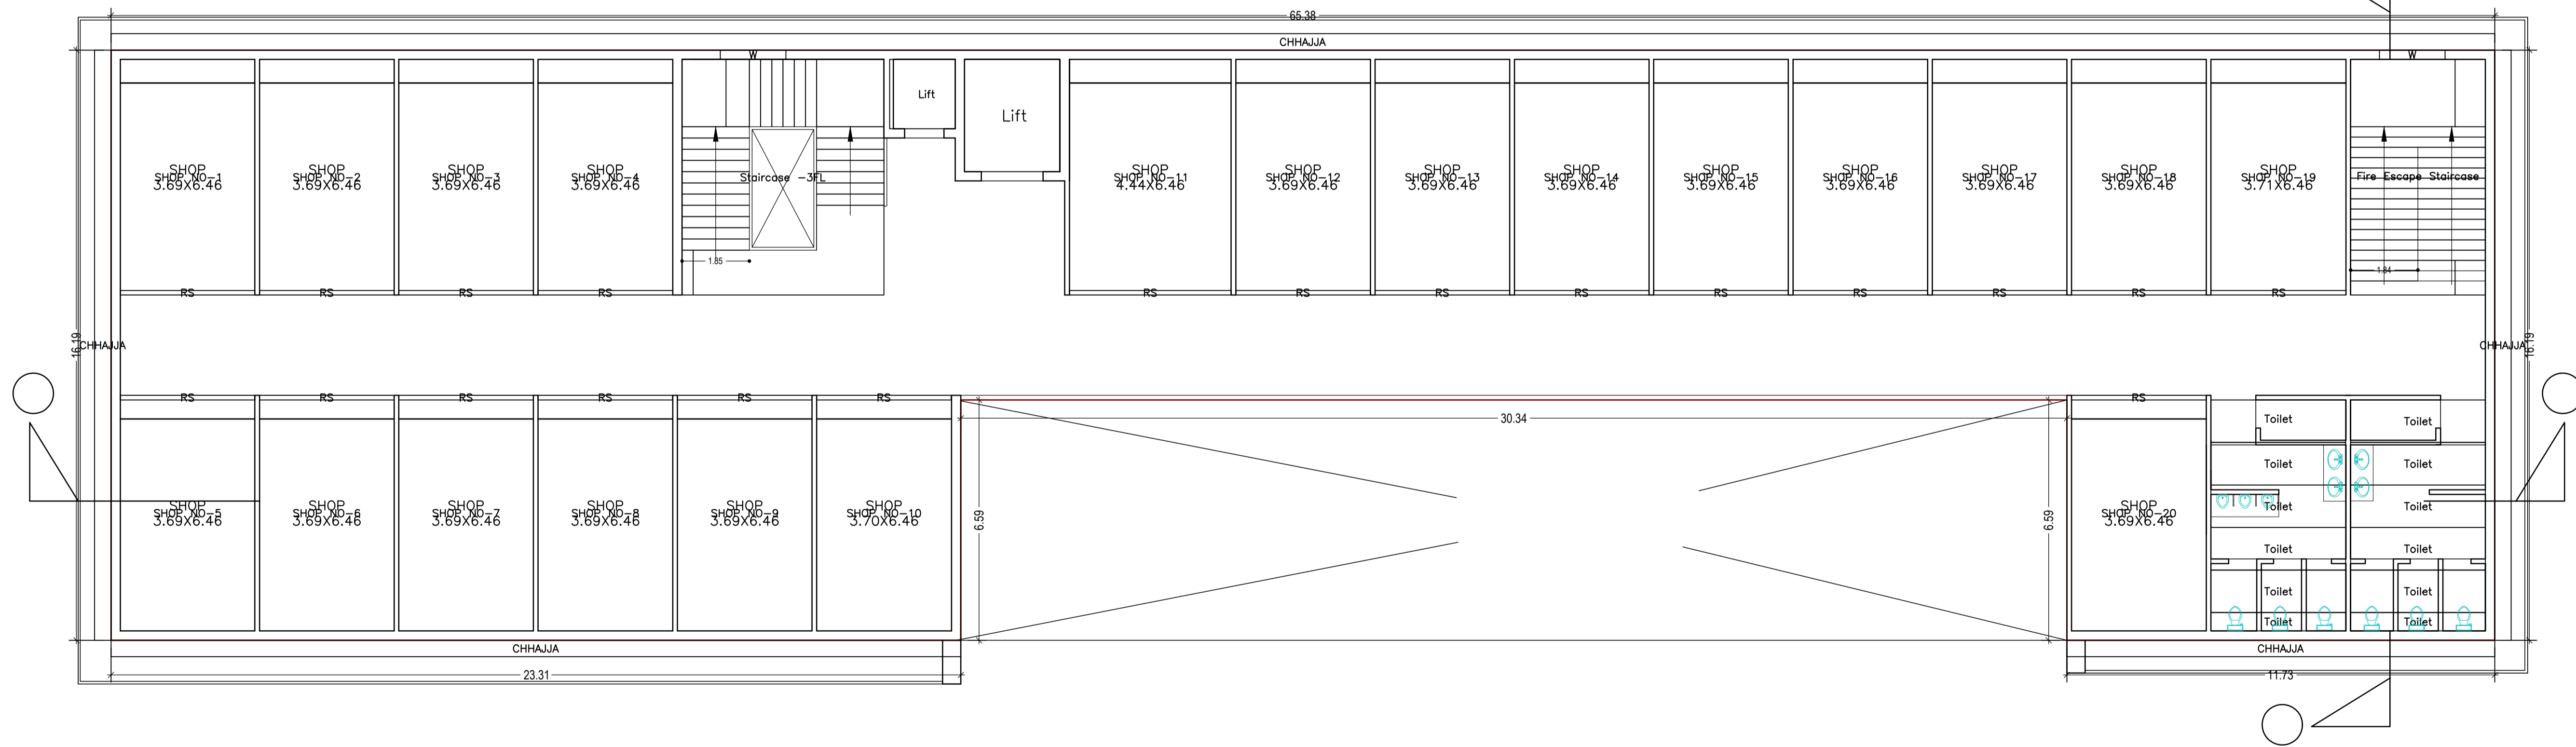 65.38
CHHAJJA
W
W
Lift
Lift
SHOP
SHOP NO-1
3.69X6.46
SHOP
SHOP NO-2
3.69X6.46
SHOP
SHOP NO-3
3.69X6.46
SHOP
SHOP NO-4
3.69X6.46
Staircase -3FL
SHOP
SHOP NO-11
4.44X6.46
SHOP
SHOP NO-12
3.69X6.46
SHOP
SHOP NO-13
3.69X6.46
SHOP
SHOP NO-14
3.69X6.46
SHOP
SHOP NO-15
3.69X6.46
SHOP
SHOP NO-16
3.69X6.46
SHOP
SHOP NO-17
3.69X6.46
SHOP
SHOP NO-18
3.69X6.46
SHOP
SHOP NO-19
3.71X6.46
Fire Escape Staircase
1.85
1.84
RS
RS
RS
RS
RS
RS
RS
RS
RS
RS
RS
RS
RS
16.19
CHHAJJA
CHHAJJA
16.19
RS
RS
RS
RS
RS
RS
RS
30.34
Toilet
Toilet
Toilet
Toilet
SHOP
SHOP NO-5
3.69X6.46
SHOP
SHOP NO-6
3.69X6.46
SHOP
SHOP NO-7
3.69X6.46
SHOP
SHOP NO-8
3.69X6.46
SHOP
SHOP NO-9
3.69X6.46
SHOP
SHOP NO-10
3.70X6.46
6.59
6.59
SHOP
SHOP NO-20
3.69X6.46
Toilet
Toilet
Toilet
Toilet
Toilet
Toilet
Toilet
Toilet
CHHAJJA
CHHAJJA
23.31
11.73